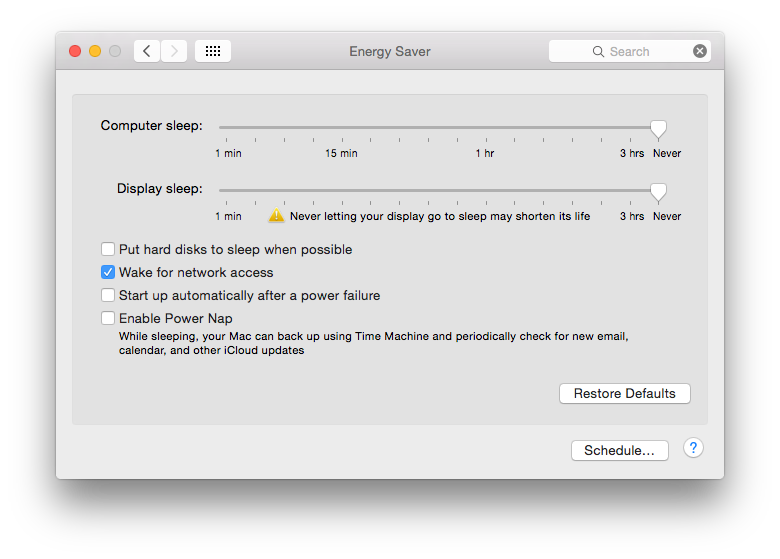 Energy Saver
Search
Computer sleep:
1 min 15 min 1 hr 3 hrs Never
Display sleep:
1 min Never letting your display go to sleep may shorten its life 3 hrs Never
Put hard disks to sleep when possible
Wake for network access
Start up automatically after a power failure
Enable Power Nap
While sleeping, your Mac can back up using Time Machine and periodically check for new email,
calendar, and other iCloud updates
Restore Defaults
Schedule... ?